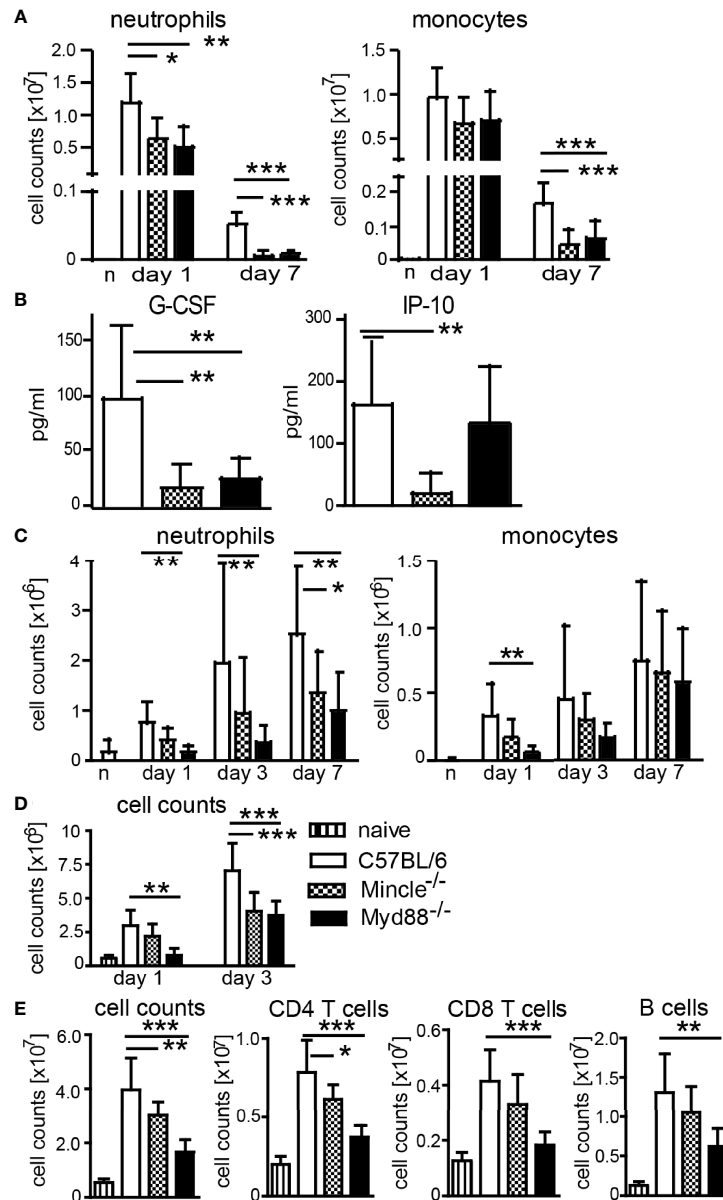 A
neutrophils
monocytes
cell counts [x10⁷]
2.0
1.5
1.0
0.5
0.1
0
** 
*
***
***
n day 1 day 7
cell counts [x10⁷]
1.5
1.0
0.5
0.2
0.1
0
***
***
n day 1 day 7
B
G-CSF
IP-10
pg/ml
150
100
50
0
**
**
pg/ml
300
200
100
0
**
C
neutrophils
monocytes
cell counts [x10⁶]
4
3
2
1
0
**
**
**
*
n day 1 day 3 day 7
cell counts [x10⁶]
1.5
1.0
0.5
0
**
n day 1 day 3 day 7
D
cell counts
cell counts [x10⁶]
10.0
7.5
5.0
2.5
0
**
***
***
day 1 day 3
naive
C57BL/6
Mincle⁻/⁻
Myd88⁻/⁻
E
cell counts
CD4 T cells
CD8 T cells
B cells
cell counts [x10⁷]
6.0
4.0
2.0
0
***
**
cell counts [x10⁷]
1.0
0.5
0
***
*
cell counts [x10⁷]
0.6
0.4
0.2
0
***
cell counts [x10⁷]
2.0
1.5
1.0
0.5
0
**